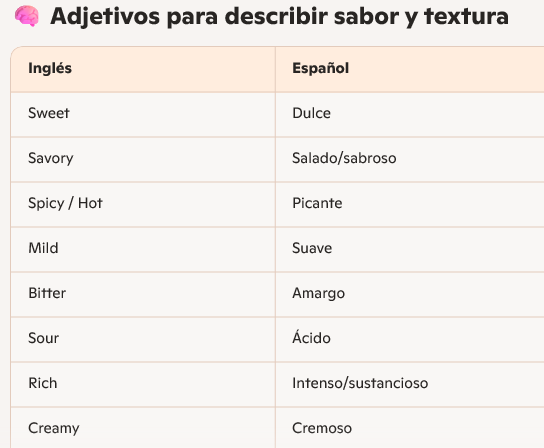 Adjetivos para describir sabor y textura
Inglés Español
Sweet Dulce
Savory Salado/sabroso
Spicy / Hot Picante
Mild Suave
Bitter Amargo
Sour Ácido
Rich Intenso/sustancioso
Creamy Cremoso